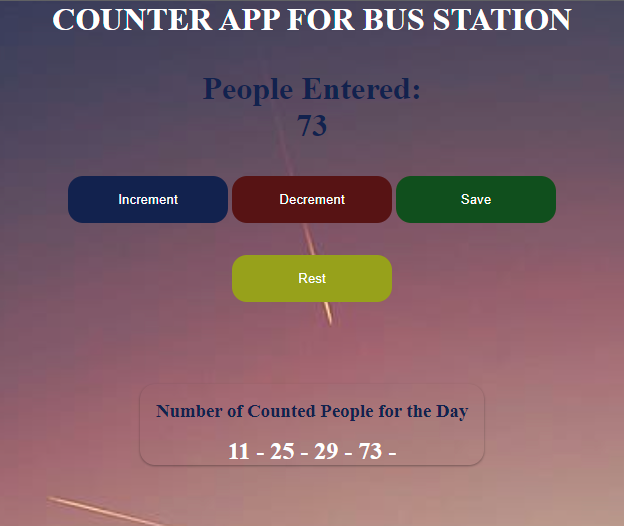 COUNTER APP FOR BUS STATION
People Entered:
73
Increment
Decrement
Save
Rest
Number of Counted People for the Day
11 - 25 - 29 - 73 -